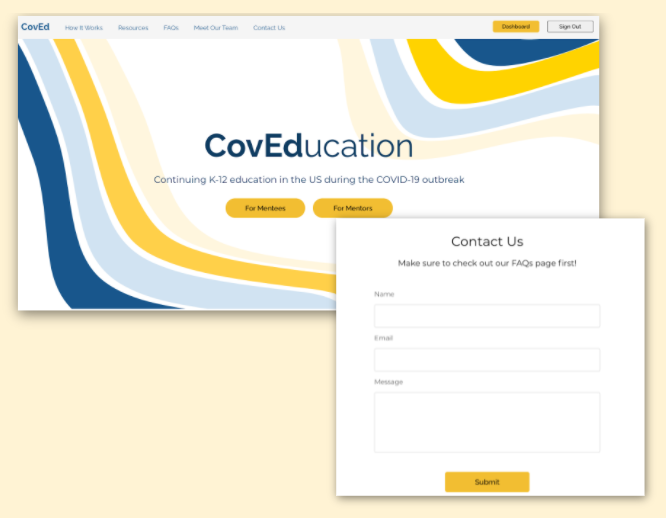 CovEd How It Works Resources FAQs Meet Our Team Contact Us Dashboard Sign Out
CovEducation
Continuing K-12 education in the US during the COVID-19 outbreak
For Mentees For Mentors
Contact Us
Make sure to check out our FAQs page first!
Name
Email
Message
Submit